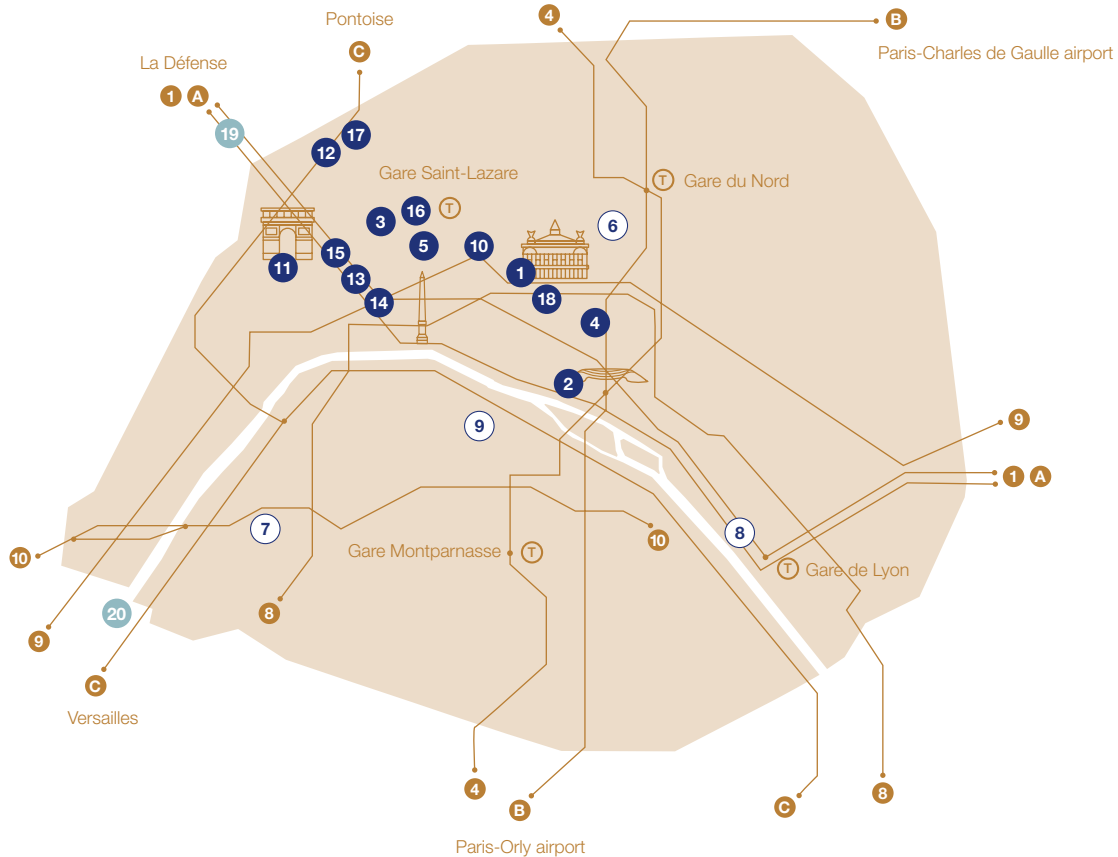 4
B
Pontoise
Paris-Charles de Gaulle airport
C
La Défense
1 A
19
17
12
Gare Saint-Lazare
T Gare du Nord
16 T
3
6
5
10
15
11
1
13
18
14
4
2
9
9
1 A
7
8
10
10
Gare Montparnasse T
T Gare de Lyon
20
8
9
C
Versailles
4
8
B
C
Paris-Orly airport